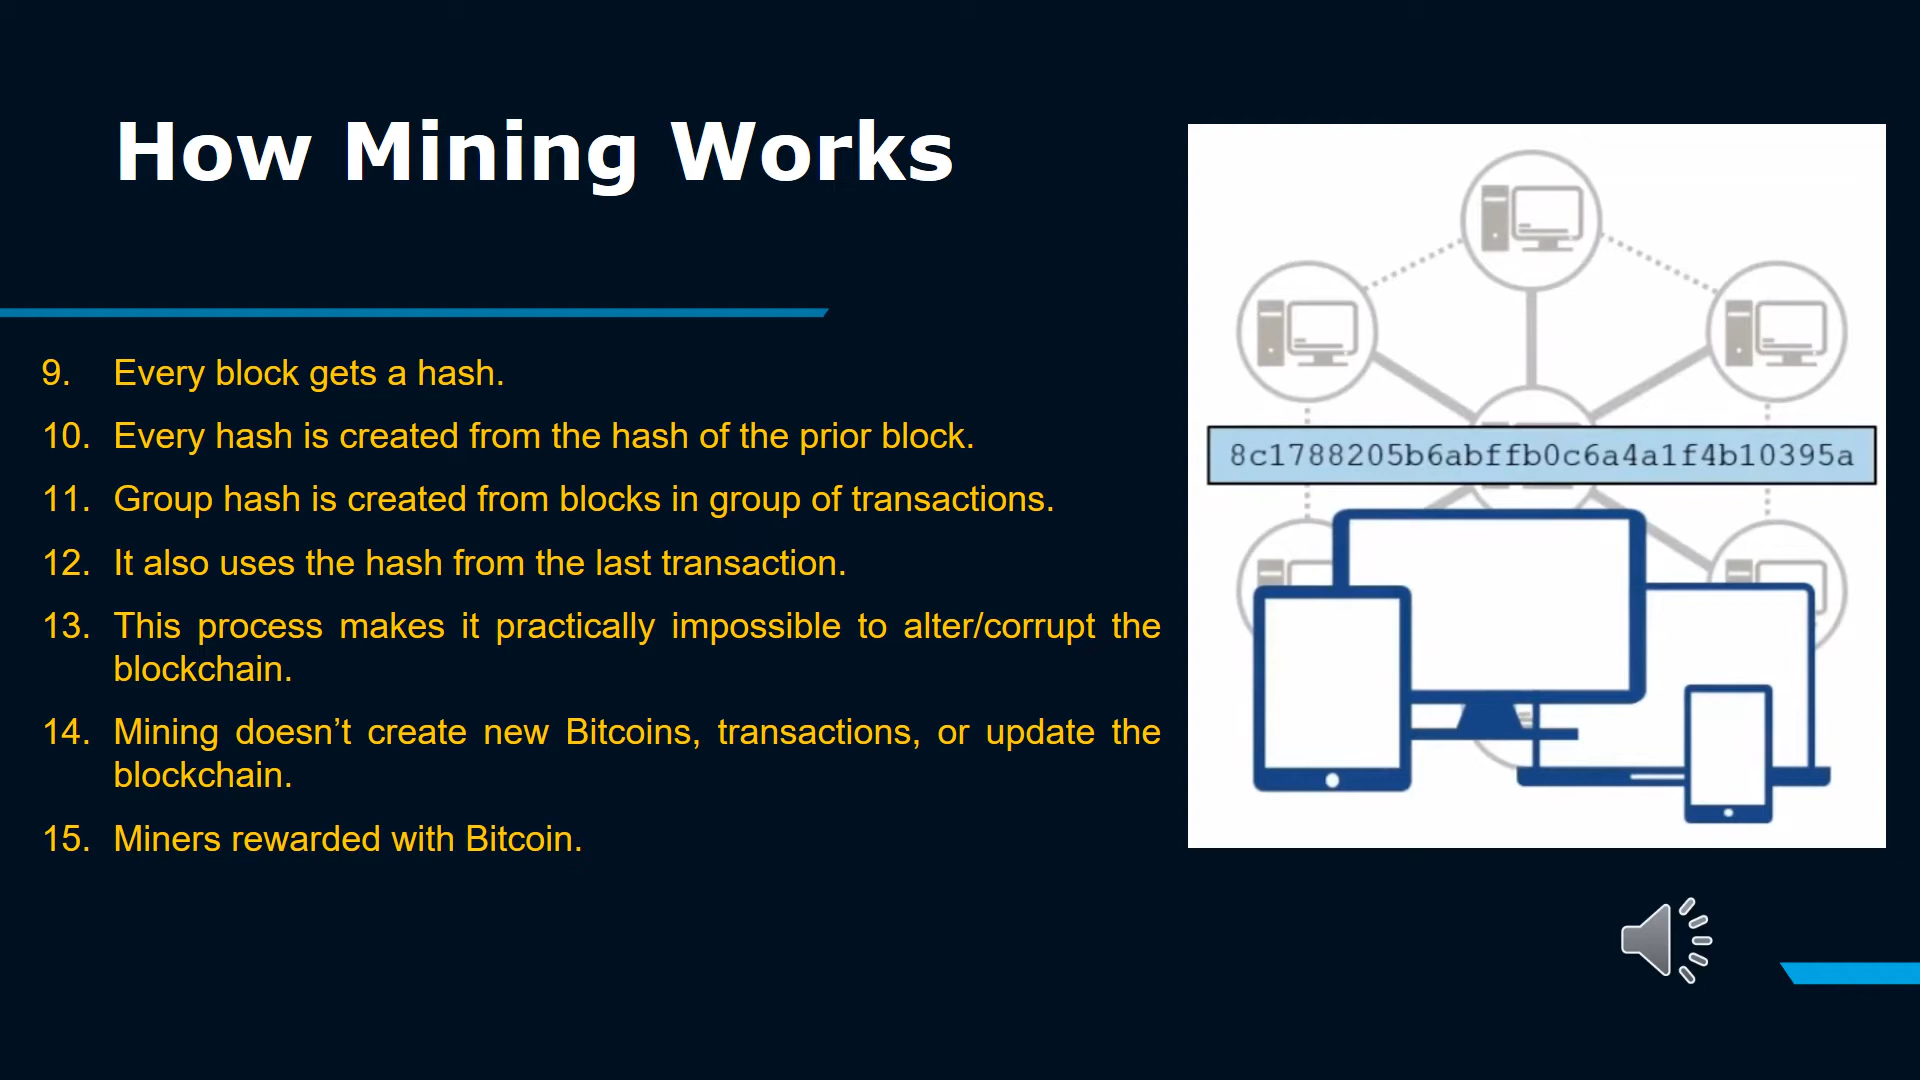 How Mining Works
9. Every block gets a hash.
10. Every hash is created from the hash of the prior block.
11. Group hash is created from blocks in group of transactions.
12. It also uses the hash from the last transaction.
13. This process makes it practically impossible to alter/corrupt the
blockchain.
14. Mining doesn’t create new Bitcoins, transactions, or update the
blockchain.
15. Miners rewarded with Bitcoin.
8c1788205b6abffb0c6a4a1f4b10395a